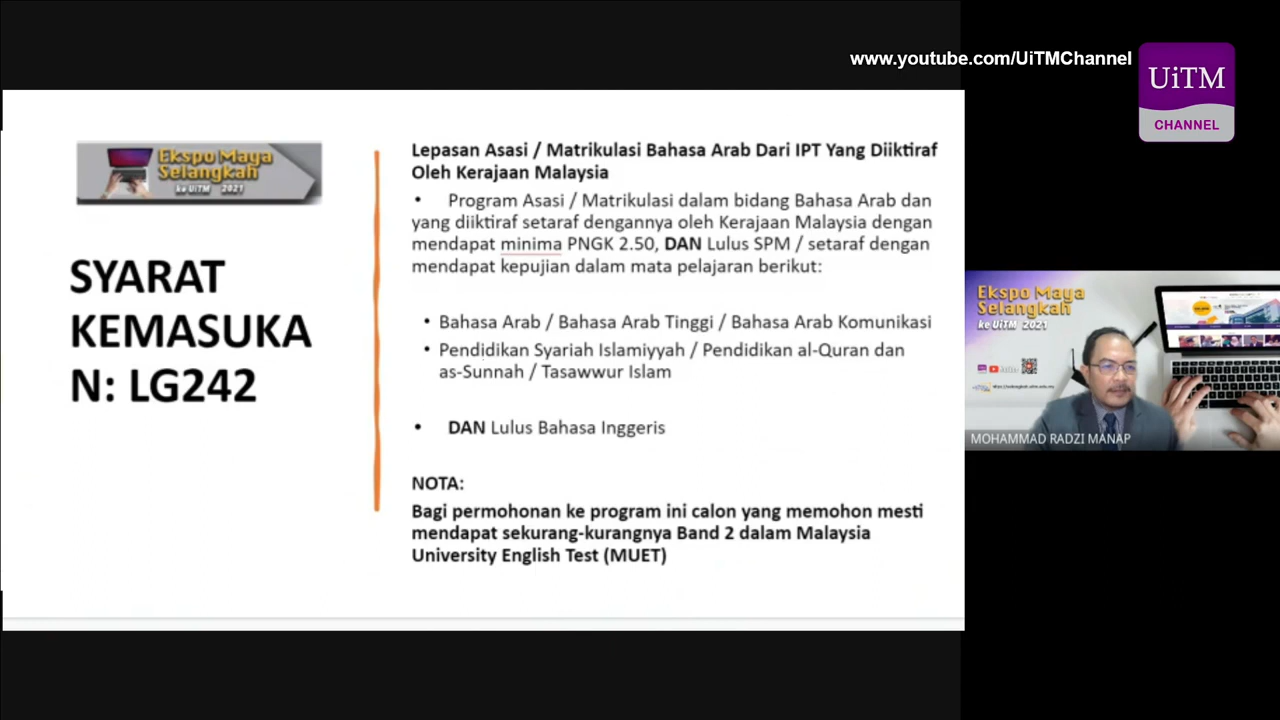 www.youtube.com/UiTMChannel
UiTM
CHANNEL
Ekspo Maya
Selangkah
ke UiTM 2021
SYARAT
KEMASUKA
N: LG242
Lepasan Asasi / Matrikulasi Bahasa Arab Dari IPT Yang Diiktiraf
Oleh Kerajaan Malaysia
• Program Asasi / Matrikulasi dalam bidang Bahasa Arab dan
yang diiktiraf setaraf dengannya oleh Kerajaan Malaysia dengan
mendapat minima PNGK 2.50, DAN Lulus SPM / setaraf dengan
mendapat kepujian dalam mata pelajaran berikut:
• Bahasa Arab / Bahasa Arab Tinggi / Bahasa Arab Komunikasi
• Pendidikan Syariah Islamiyyah / Pendidikan al-Quran dan
as-Sunnah / Tasawwur Islam
• DAN Lulus Bahasa Inggeris
NOTA:
Bagi permohonan ke program ini calon yang memohon mesti
mendapat sekurang-kurangnya Band 2 dalam Malaysia
University English Test (MUET)
Ekspo Maya
Selangkah
ke UiTM 2021
MOHAMMAD RADZI MANAP